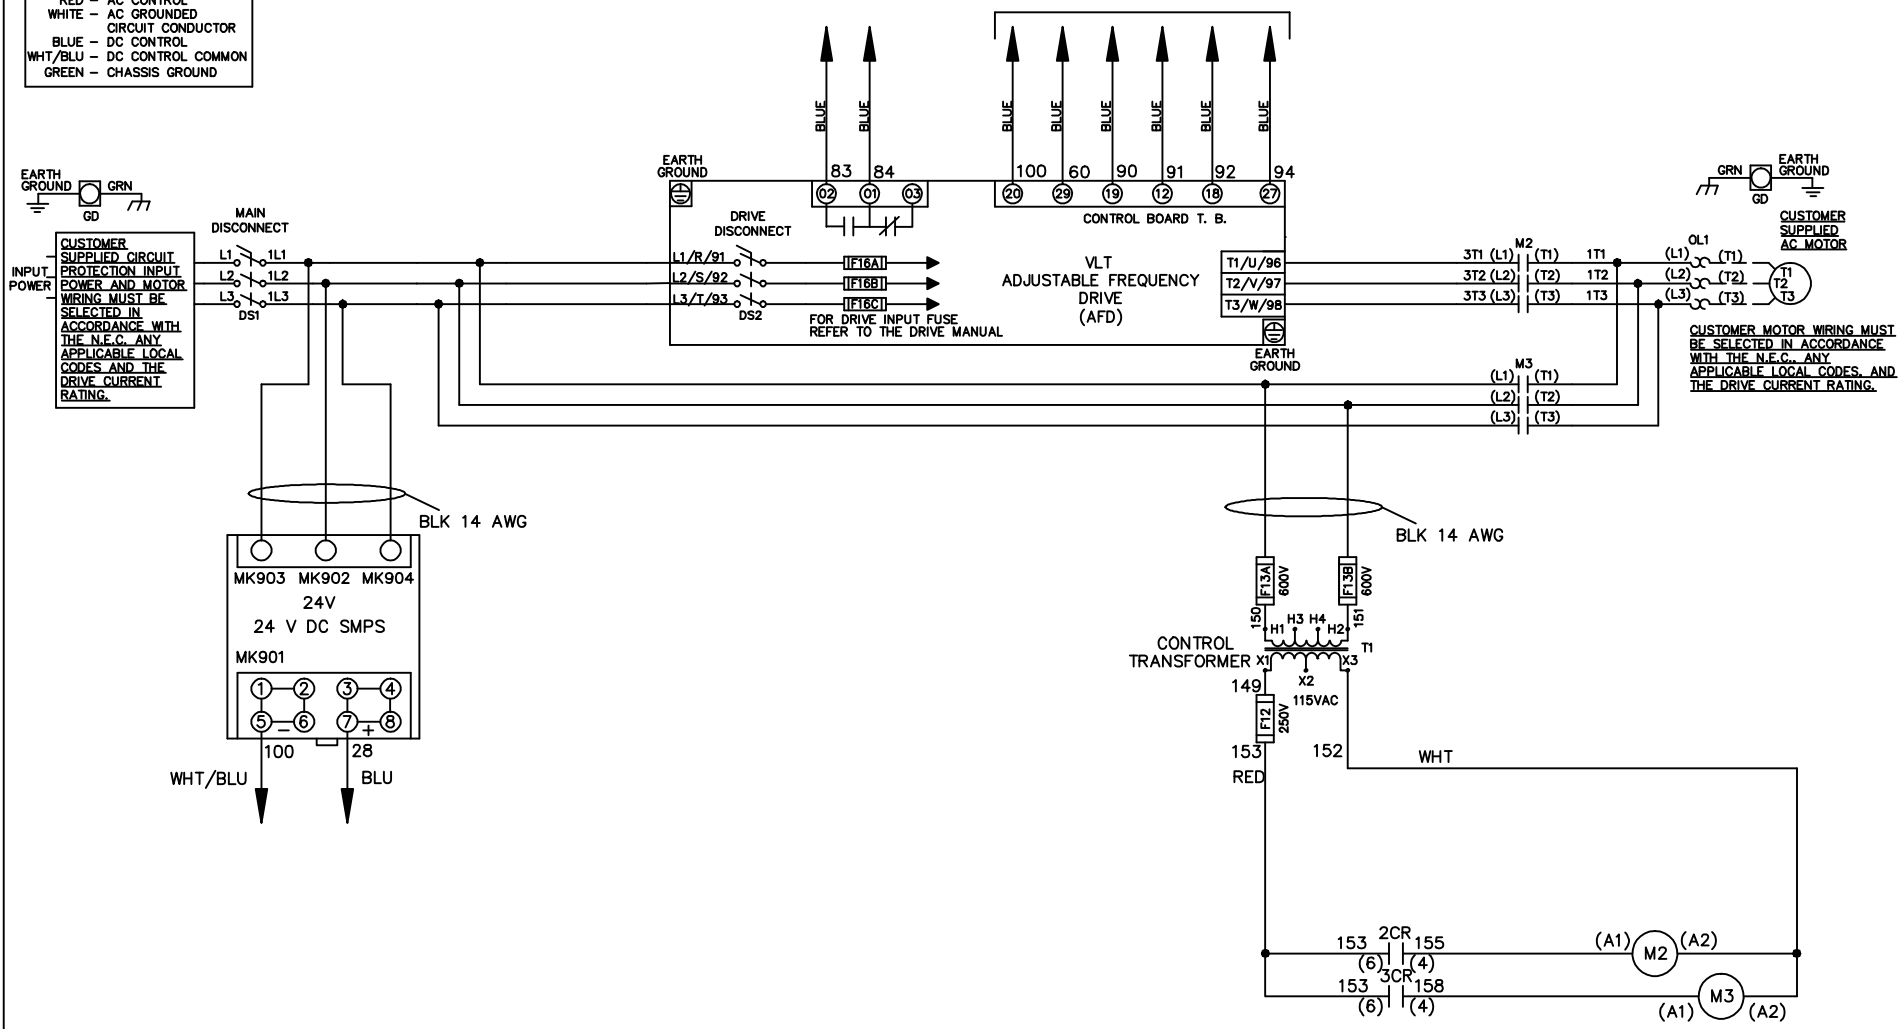 RED – AC CONTROL
WHITE – AC GROUNDED
CIRCUIT CONDUCTOR
BLUE – DC CONTROL
WHT/BLU – DC CONTROL COMMON
GREEN – CHASSIS GROUND
BLUE
BLUE
BLUE
BLUE
BLUE
BLUE
BLUE
BLUE
83
84
100
60
90
91
92
94
02
01
03
20
29
19
12
18
27
CONTROL BOARD T. B.
EARTH
GROUND
GRN
GD
EARTH
GROUND
GRN
EARTH
GROUND
GD
MAIN
DISCONNECT
DRIVE
DISCONNECT
CUSTOMER
SUPPLIED
AC MOTOR
INPUT
POWER
CUSTOMER
SUPPLIED CIRCUIT
PROTECTION INPUT
POWER AND MOTOR
WIRING MUST BE
SELECTED IN
ACCORDANCE WITH
THE N.E.C. ANY
APPLICABLE LOCAL
CODES AND THE
DRIVE CURRENT
RATING.
L1 1L1
L2 1L2
L3 1L3
DS1
L1/R/91
L2/S/92
L3/T/93
DS2
F16A
F16B
F16C
FOR DRIVE INPUT FUSE
REFER TO THE DRIVE MANUAL
VLT
ADJUSTABLE FREQUENCY
DRIVE
(AFD)
T1/U/96
T2/V/97
T3/W/98
EARTH
GROUND
M2
3T1 (L1) (T1) 1T1
3T2 (L2) (T2) 1T2
3T3 (L3) (T3) 1T3
OL1
(L1) (T1)
(L2) (T2)
(L3) (T3)
T1
T2
T3
CUSTOMER MOTOR WIRING MUST
BE SELECTED IN ACCORDANCE
WITH THE N.E.C., ANY
APPLICABLE LOCAL CODES, AND
THE DRIVE CURRENT RATING.
M3
(L1) (T1)
(L2) (T2)
(L3) (T3)
BLK 14 AWG
BLK 14 AWG
MK903 MK902 MK904
24V
24 V DC SMPS
MK901
1 2 3 4
5 6 7 8
– +
100
28
WHT/BLU
BLU
F13A
600V
F13B
600V
150
151
H1 H3 H4 H2
T1
CONTROL
TRANSFORMER
X1
X3
X2
149
115VAC
F12
250V
153
152
RED
WHT
2CR
153 155
(6) (4)
(A1) M2 (A2)
3CR
153 158
(6) (4)
(A1) M3 (A2)